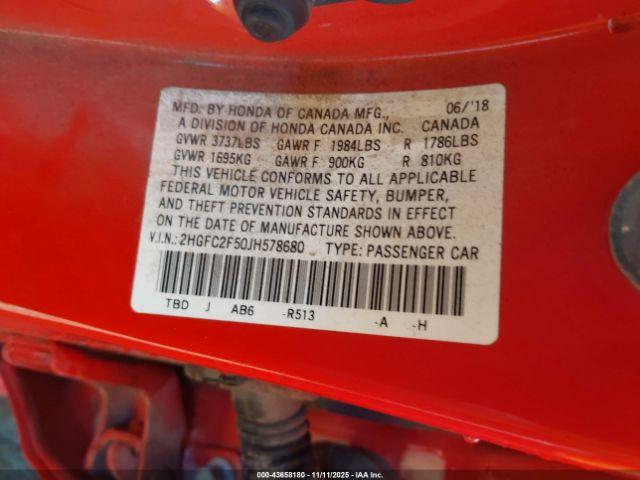 MFD. BY HONDA OF CANADA MFG., 06/'18
A DIVISION OF HONDA CANADA INC. CANADA
GVWR 3737LBS GAWR F 1984LBS R 1786LBS
GVWR 1695KG GAWR F 900KG R 810KG
THIS VEHICLE CONFORMS TO ALL APPLICABLE
FEDERAL MOTOR VEHICLE SAFETY, BUMPER,
AND THEFT PREVENTION STANDARDS IN EFFECT
ON THE DATE OF MANUFACTURE SHOWN ABOVE.
V.I.N.: 2HGFC2F50JH578680 TYPE: PASSENGER CAR
TBD J AB6 -R513 -A -H
000-43658180 - 11/11/2025 - IAA Inc.